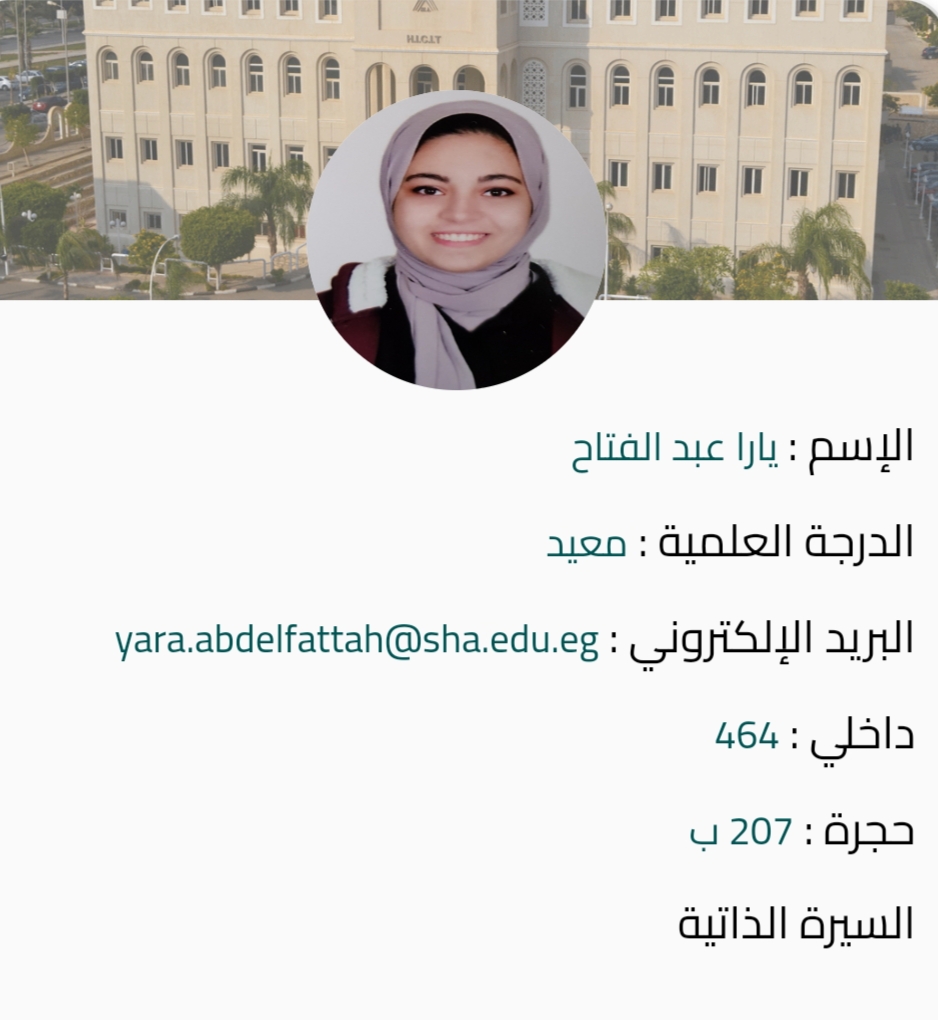 H.I.C.I.T
الإسم : يارا عبد الفتاح
الدرجة العلمية : معيد
البريد الإلكتروني : yara.abdelfattah@sha.edu.eg
داخلي : 464
حجرة : 207 ب
السيرة الذاتية